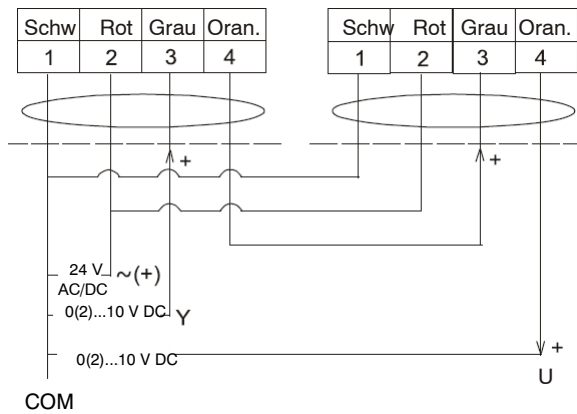 Schw Rot Grau Oran. Schw Rot Grau Oran.
1 2 3 4 1 2 3 4
+ +
24 V ~(+)
AC/DC
0(2)...10 V DC Y
0(2)...10 V DC +
U
COM